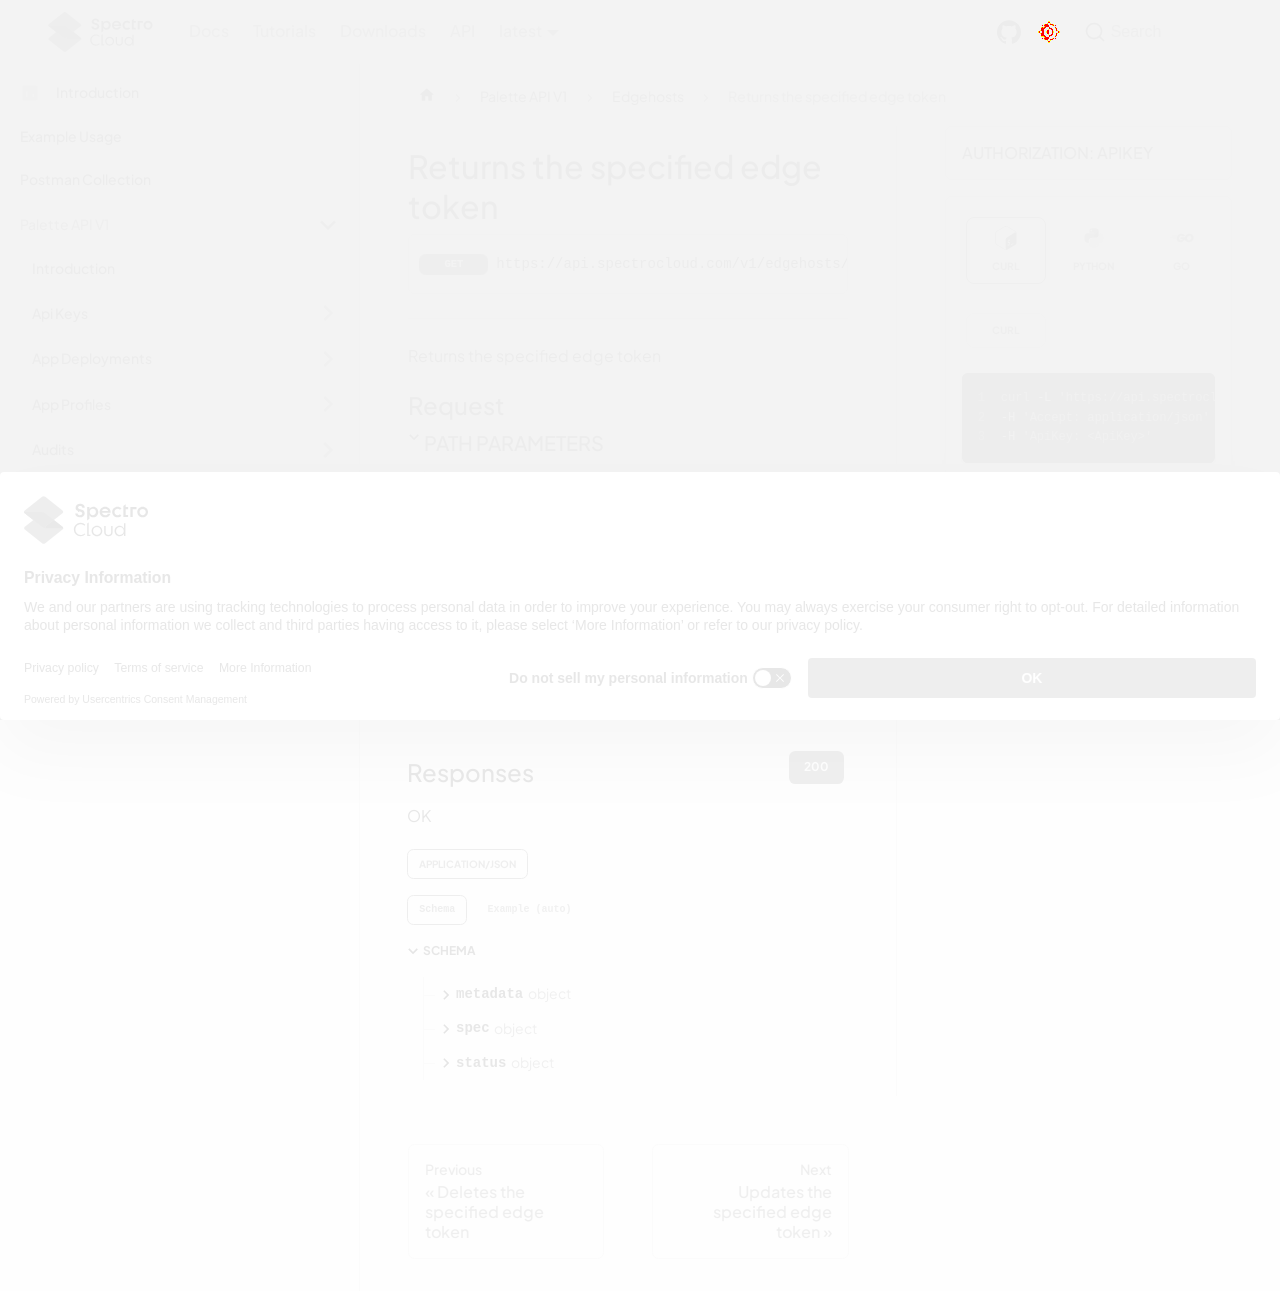 Spectro Cloud
Docs Tutorials Downloads API latest
Search
Introduction
Example Usage
Postman Collection
Palette API V1
Introduction
Api Keys
App Deployments
App Profiles
Audits
Palette API V1
Edgehosts
Returns the specified edge token
Returns the specified edge
token
GET https://api.spectrocloud.com/v1/edgehosts/
Returns the specified edge token
Request
PATH PARAMETERS
AUTHORIZATION: APIKEY
CURL PYTHON GO
CURL
Spectro Cloud
Privacy Information
We and our partners are using tracking technologies to process personal data in order to improve your experience. You may always exercise your consumer right to opt-out. For detailed information
about personal information we collect and third parties having access to it, please select ‘More Information’ or refer to our privacy policy.
Privacy policy Terms of service More Information
Do not sell my personal information
OK
Powered by Usercentrics Consent Management
Responses
200
OK
APPLICATION/JSON
Schema Example (auto)
SCHEMA
metadata object
spec object
status object
Previous
« Deletes the
specified edge
token
Next
Updates the
specified edge
token »